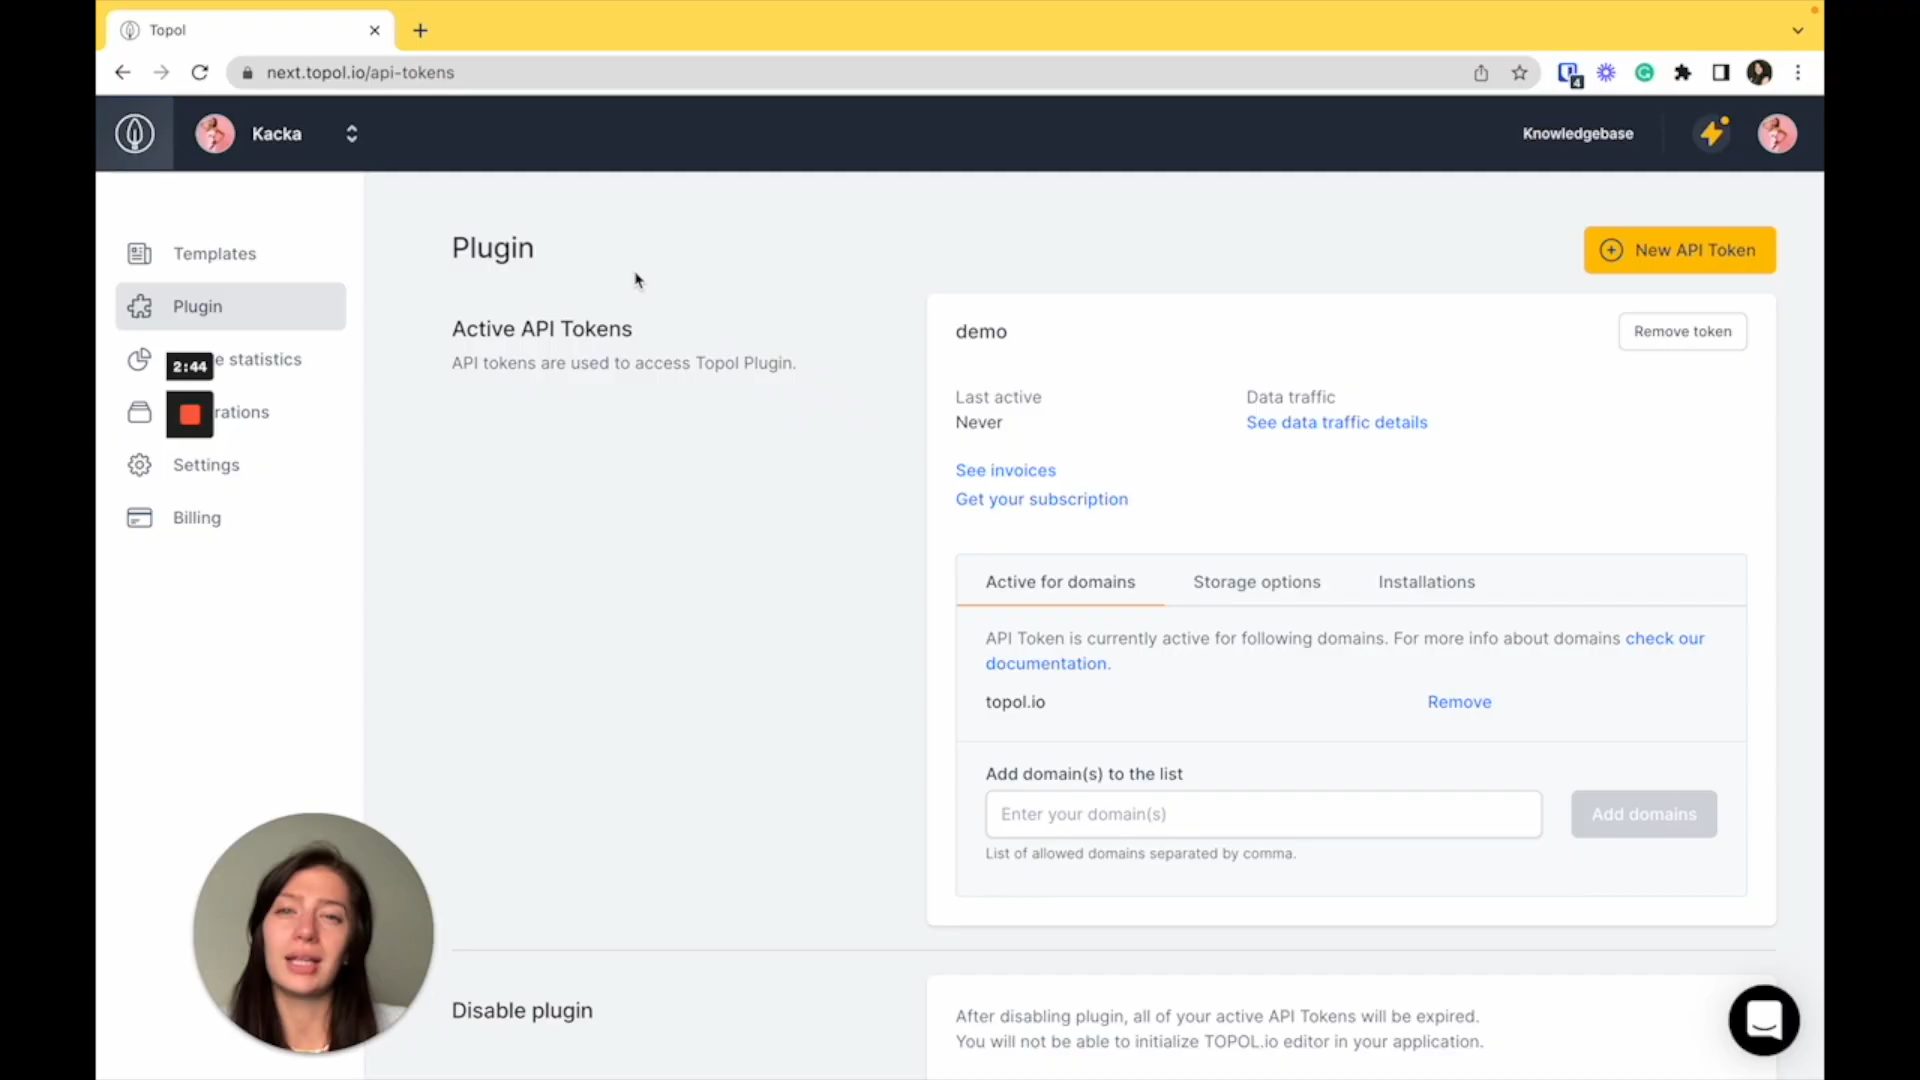 Topol
next.topol.io/api-tokens
4
Kacka
Knowledgebase
Templates
Plugin
e statistics
2:44
rations
Settings
Billing
Plugin
New API Token
Active API Tokens
API tokens are used to access Topol Plugin.
demo
Remove token
Last active
Never
Data traffic
See data traffic details
See invoices
Get your subscription
Active for domains
Storage options
Installations
API Token is currently active for following domains. For more info about domains check our
documentation.
topol.io
Remove
Add domain(s) to the list
Enter your domain(s)
Add domains
List of allowed domains separated by comma.
Disable plugin
After disabling plugin, all of your active API Tokens will be expired.
You will not be able to initialize TOPOL.io editor in your application.